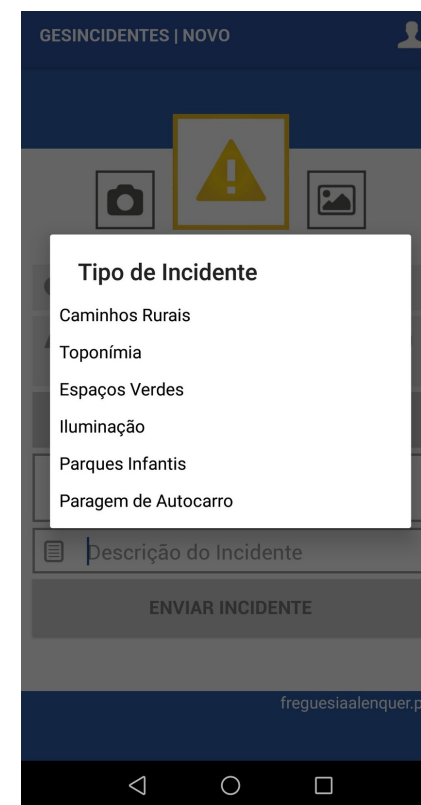 GESINCIDENTES | NOVO
Tipo de Incidente
Caminhos Rurais
Toponímia
Espaços Verdes
Iluminação
Parques Infantis
Paragem de Autocarro
Descrição do Incidente
ENVIAR INCIDENTE
freguesiaalenquer.p